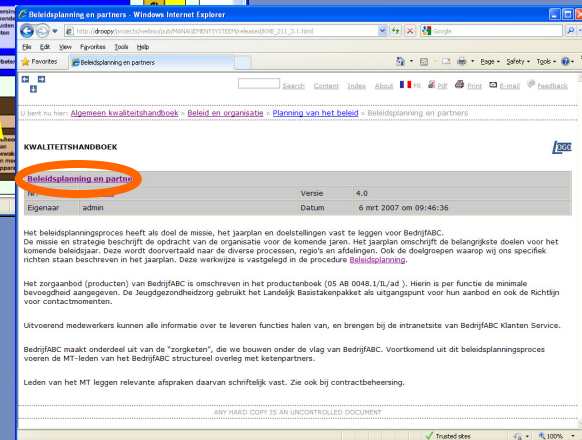 Beleidsplanning en partners - Windows Internet Explorer
http://droopy/projects/webiso/pub/MANAGEMENTSYSTEEM/released/KHB_211_3.1.html
Google
File Edit View Favorites Tools Help
Favorites Beleidsplanning en partners
Page Safety Tools
Search Content Index About FR Pdf Print E-mail Feedback
U bent nu hier: Algemeen kwaliteitshandboek > Beleid en organisatie > Planning van het beleid > Beleidsplanning en partners
KWALITEITSHANDBOEK
Beleidsplanning en partne
Versie 4.0
Eigenaar admin Datum 6 mrt 2007 om 09:46:36
Het beleidsplanningsproces heeft als doel de missie, het jaarplan en doelstellingen vast te leggen voor BedrijfABC.
De missie en strategie beschrijft de opdracht van de organisatie voor de komende jaren. Het jaarplan omschrijft de belangrijkste doelen voor het
komende beleidsjaar. Deze wordt doorvertaald naar de diverse processen, regio's en afdelingen. Ook de doelgroepen waarop wij ons specifiek
richten staan beschreven in het jaarplan. Deze werkwijze is vastgelegd in de procedure Beleidsplanning.
Het zorgaanbod (producten) van BedrijfABC is omschreven in het productenboek (05 AB 0048.1/IL/ad ). Hierin is per functie de minimale
bevoegdheid aangegeven. De Jeugdgezondheidzorg gebruikt het Landelijk Basistakenpakket als uitgangspunt voor hun aanbod en ook de Richtlijn
voor contactmomenten.
Uitvoerend medewerkers kunnen alle informatie over te leveren functies halen van, en brengen bij de intranetsite van BedrijfABC Klanten Service.
BedrijfABC maakt onderdeel uit van de "zorgketen", die we bouwen onder de vlag van BedrijfABC. Voortkomend uit dit beleidsplanningsproces
voeren de MT-leden van het BedrijfABC structureel overleg met ketenpartners.
Leden van het MT leggen relevante afspraken daarvan schriftelijk vast. Zie ook bij contractbeheersing.
ANY HARD COPY IS AN UNCONTROLLED DOCUMENT
Trusted sites 100%